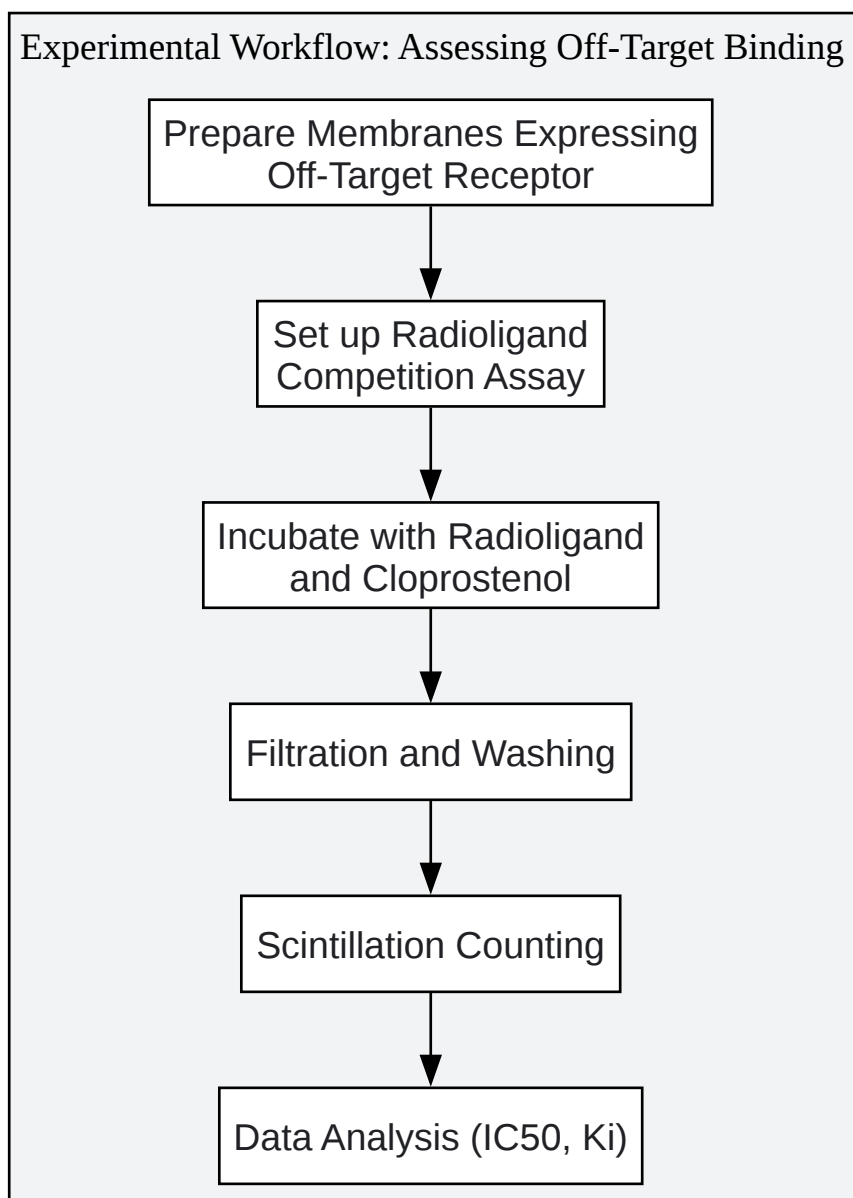 Experimental Workflow: Assessing Off-Target Binding
Prepare Membranes Expressing
Off-Target Receptor
Set up Radioligand
Competition Assay
Incubate with Radioligand
and Cloprostenol
Filtration and Washing
Scintillation Counting
Data Analysis (IC50, Ki)